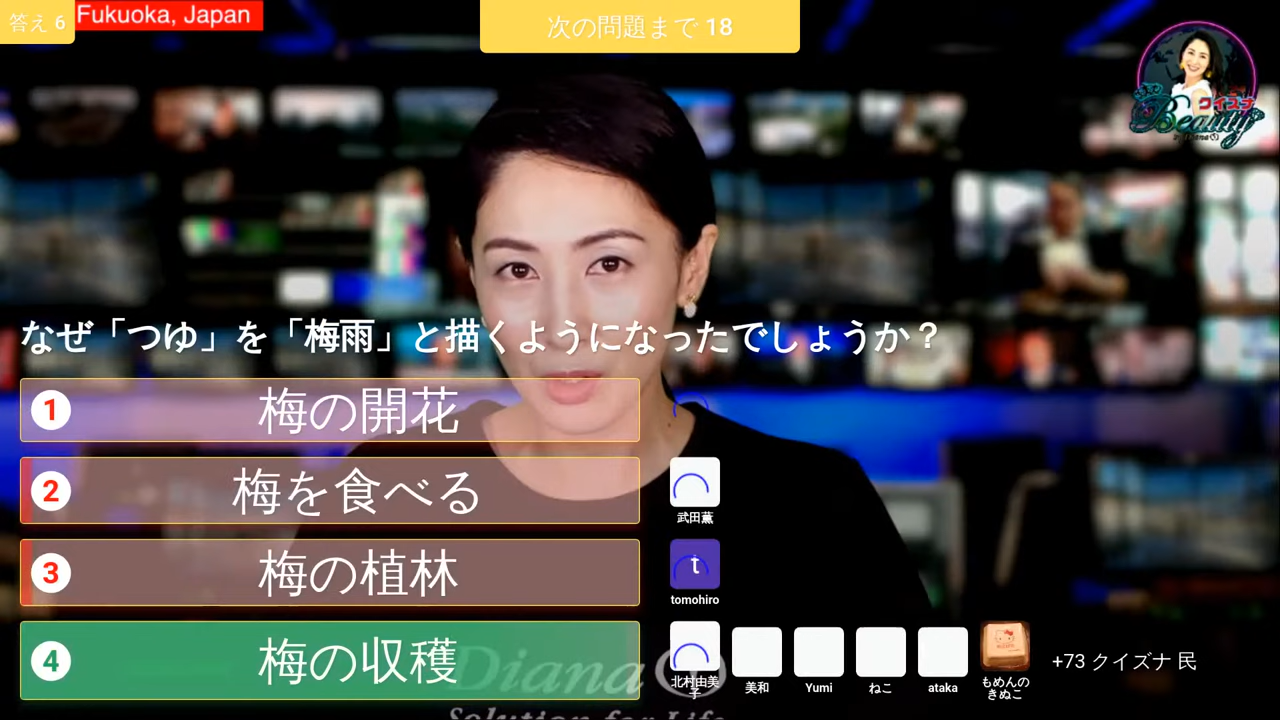 答え 6
Fukuoka, Japan
次の問題まで 18
クイズナ
Beauty
なぜ「つゆ」を「梅雨」と描くようになったでしょうか？
1 梅の開花
2 梅を食べる
武田薫
3 梅の植林
t
tomohiro
4 梅の収穫
北村由美子
美和
Yumi
ねこ
ataka
もめんの
きぬこ
+73 クイズナ 民
Diana
Solution for Life